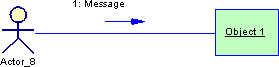 1: Message
Object 1
Actor_8